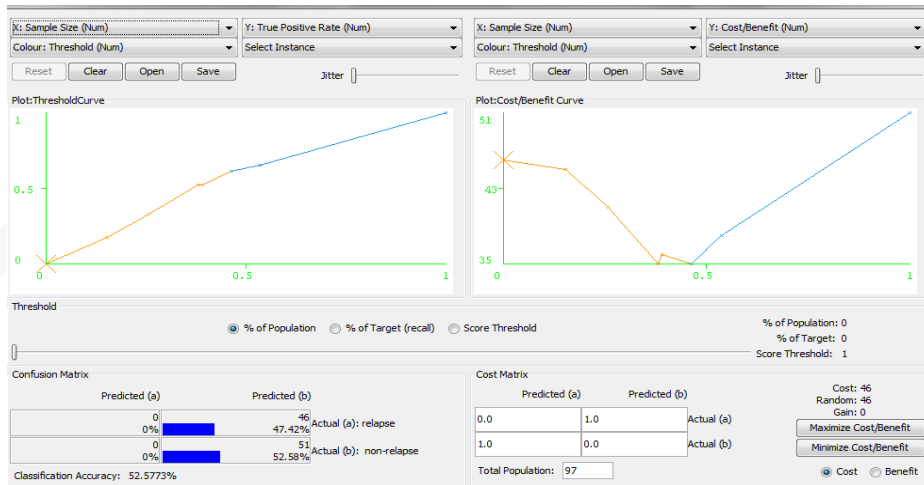 X: Sample Size (Num) Y: True Positive Rate (Num) X: Sample Size (Num) Y: Cost/Benefit (Num)
Colour: Threshold (Num) Select Instance Colour: Threshold (Num) Select Instance
Reset Clear Open Save Jitter Reset Clear Open Save Jitter
Plot:ThresholdCurve Plot:Cost/Benefit Curve
1 51
0.5 43
0 35
0 0.5 1 0 0.5 1
Threshold
% of Population % of Target (recall) Score Threshold
% of Population: 0
% of Target: 0
Score Threshold: 1
Confusion Matrix
Predicted (a) Predicted (b)
0 46
0% 47.42% Actual (a): relapse
0 51
0% 52.58% Actual (b): non-relapse
Classification Accuracy: 52.5773%
Cost Matrix
Predicted (a) Predicted (b)
0.0 1.0 Actual (a)
1.0 0.0 Actual (b)
Total Population: 97
Cost: 46
Random: 46
Gain: 0
Maximize Cost/Benefit
Minimize Cost/Benefit
Cost Benefit